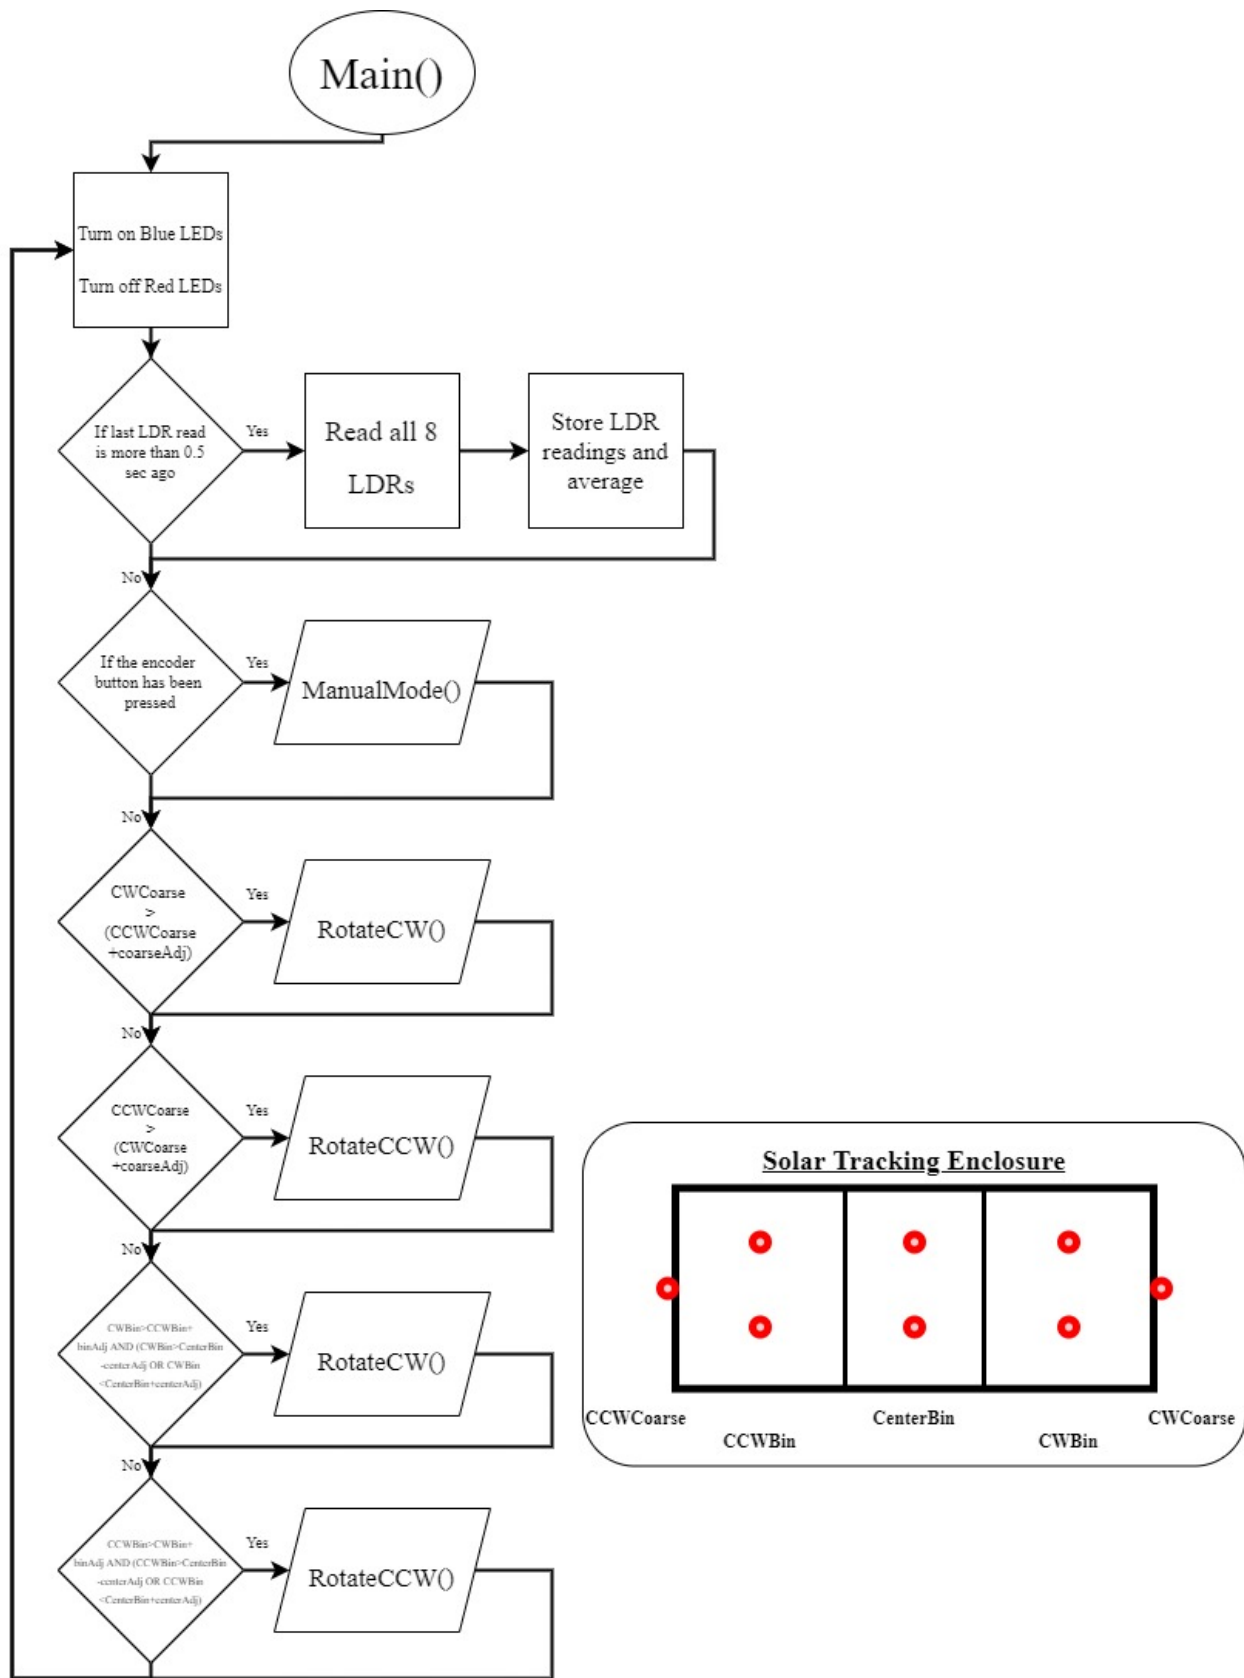 Main()
Turn on Blue LEDs
Turn off Red LEDs
If last LDR read
is more than 0.5
sec ago
Yes
Read all 8
LDRs
Store LDR
readings and
average
No
If the encoder
button has been
pressed
Yes
ManualMode()
No
CWCoarse
>
(CCWCoarse
+coarseAdj)
Yes
RotateCW()
No
CCWCoarse
>
(CWCoarse
+coarseAdj)
Yes
RotateCCW()
No
CWBin>CCWBin+
binAdj AND (CWBin>CenterBin
-centerAdj OR CWBin
<CenterBin+centerAdj)
Yes
RotateCW()
No
CCWBin>CWBin+
binAdj AND (CCWBin>CenterBin
-centerAdj OR CCWBin
<CenterBin+centerAdj)
Yes
RotateCCW()
Solar Tracking Enclosure
CCWCoarse
CCWBin
CenterBin
CWBin
CWCoarse